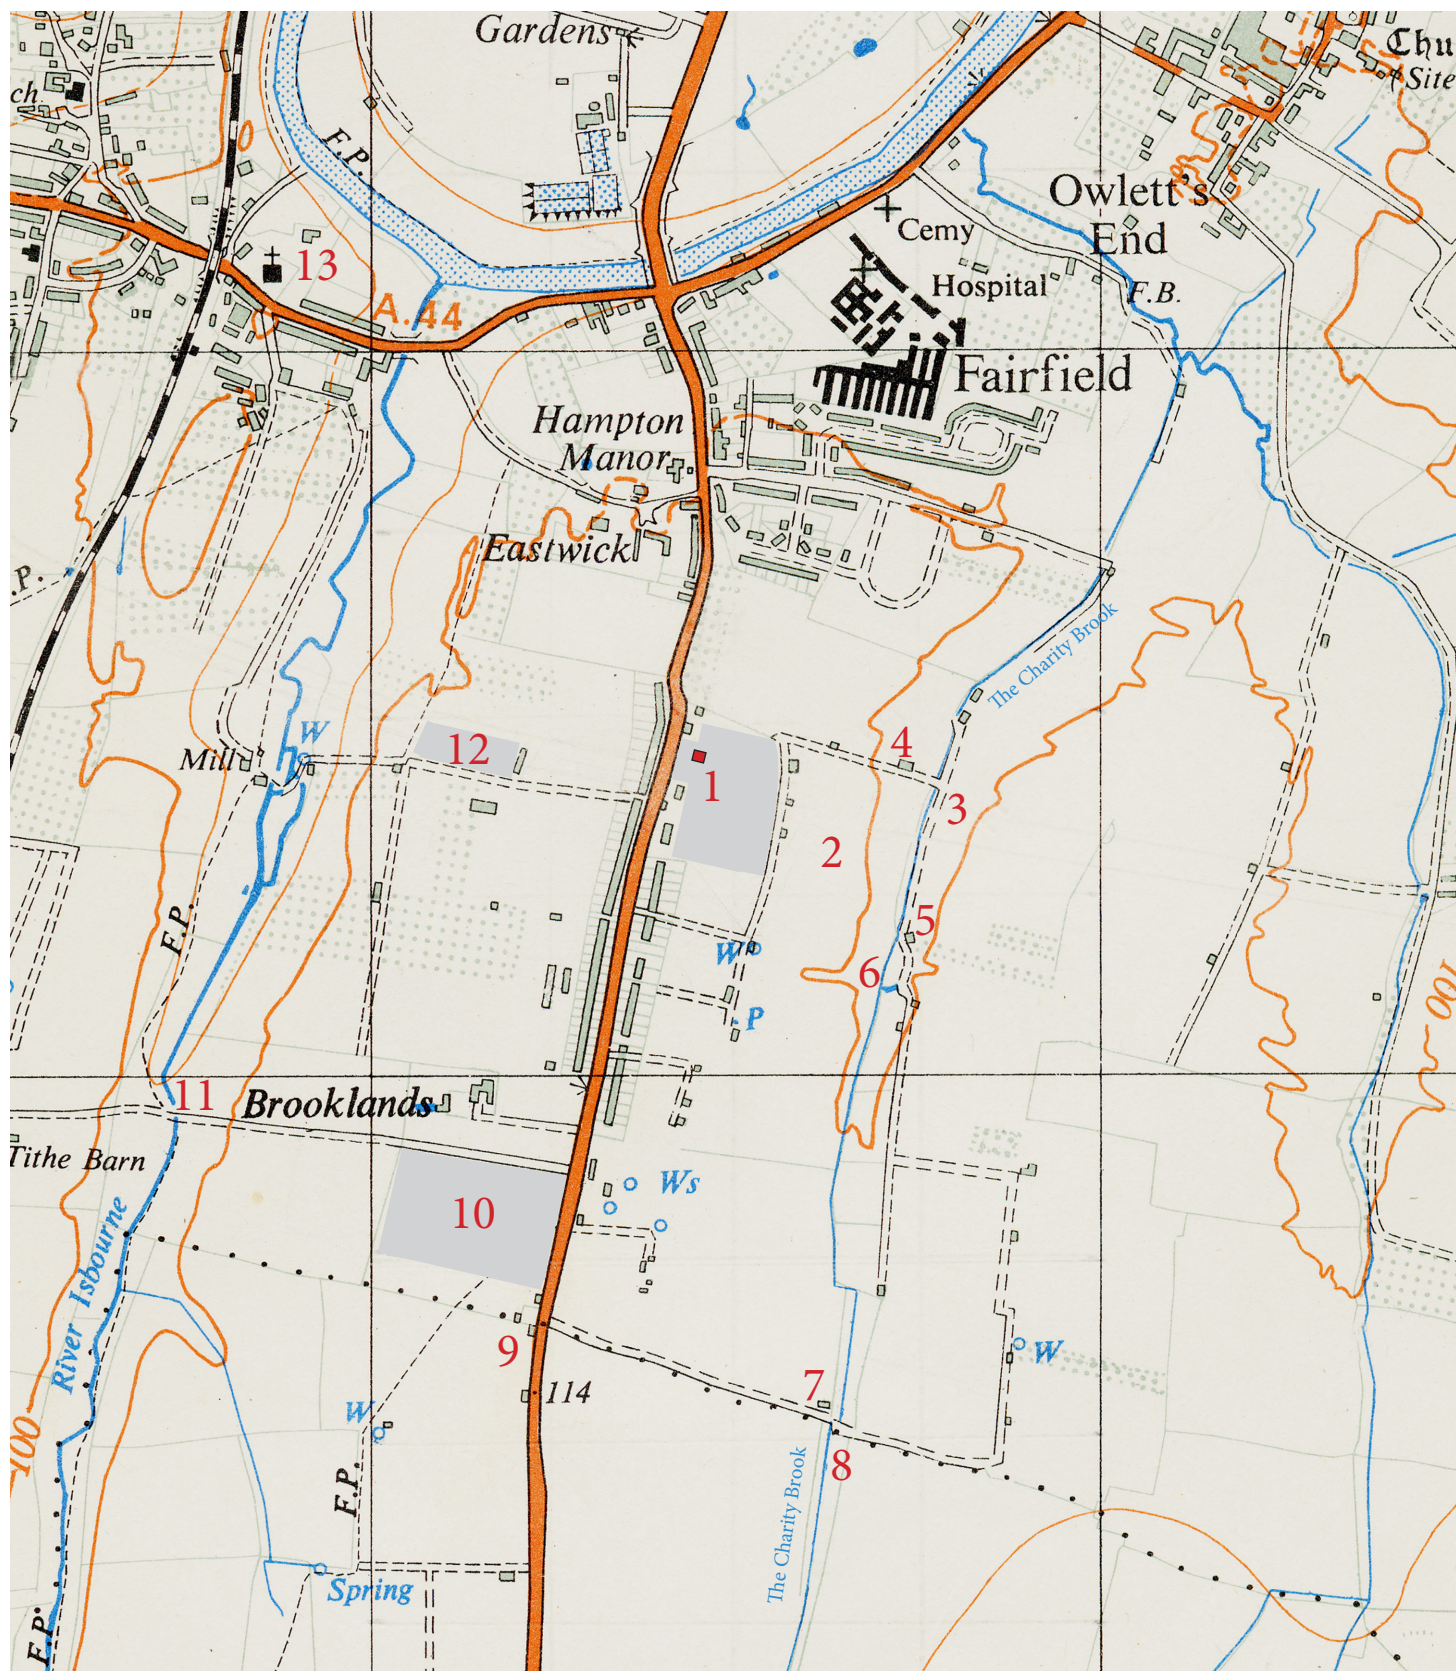 Gardens
Chu
(Site
ch.
F.P.
Owlett's
End
Cemy
13
Hospital
F.B.
A.44
Fairfield
Hampton
Manor
Eastwick
.P.
The Charity Brook
W
12
4
Mill
1
3
2
5
F.P.
W
6
100
P
11
Brooklands
Tithe Barn
Ws
10
River Isbourne
9
W
7
114
W
100
8
F.P.
The Charity Brook
Spring
F.P.